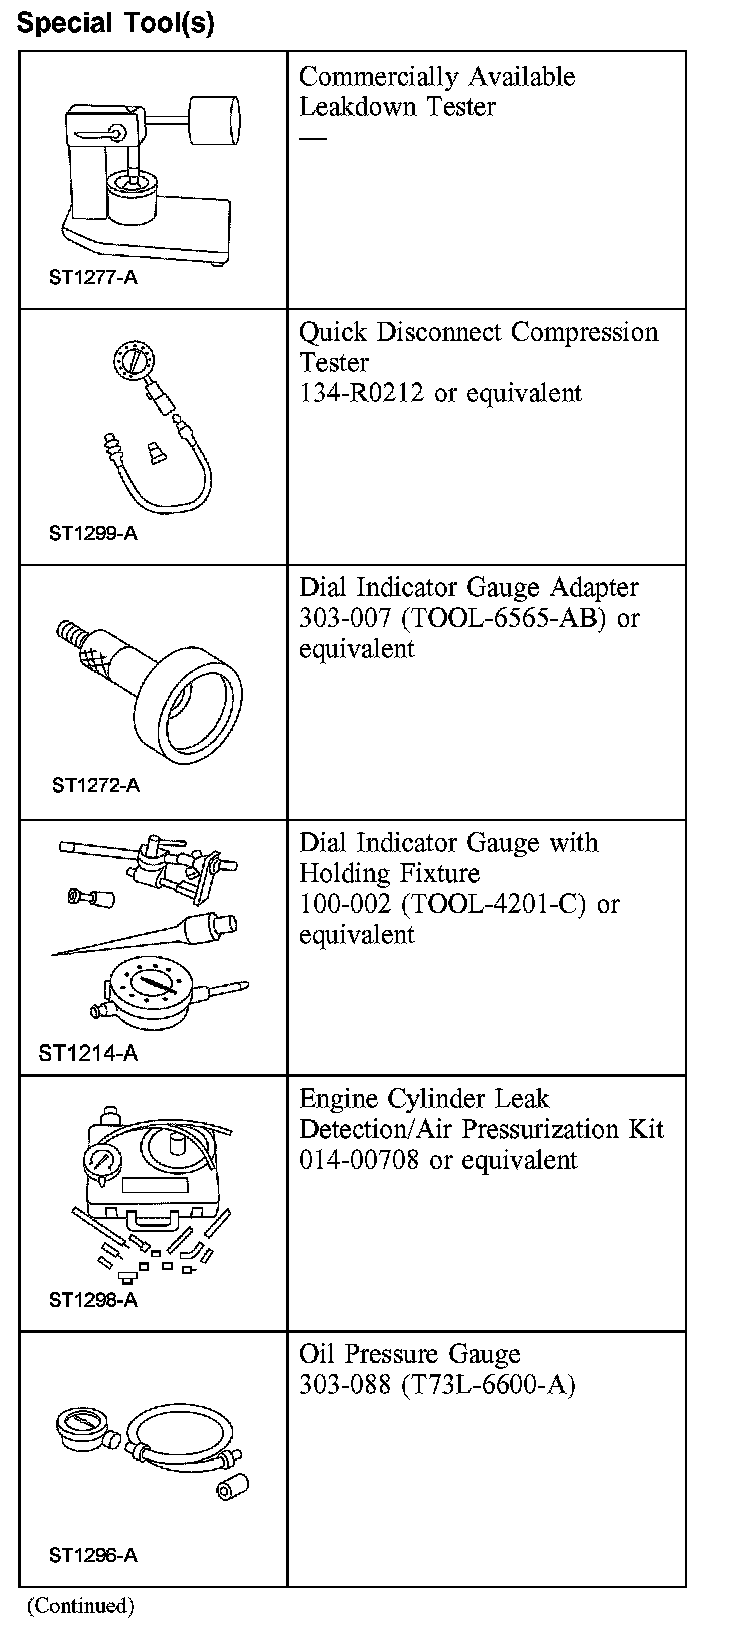 Special Tool(s)
Commercially Available
Leakdown Tester
—
ST1277-A
Quick Disconnect Compression
Tester
134-R0212 or equivalent
ST1299-A
Dial Indicator Gauge Adapter
303-007 (TOOL-6565-AB) or
equivalent
ST1272-A
Dial Indicator Gauge with
Holding Fixture
100-002 (TOOL-4201-C) or
equivalent
ST1214-A
Engine Cylinder Leak
Detection/Air Pressurization Kit
014-00708 or equivalent
ST1298-A
Oil Pressure Gauge
303-088 (T73L-6600-A)
ST1296-A
(Continued)